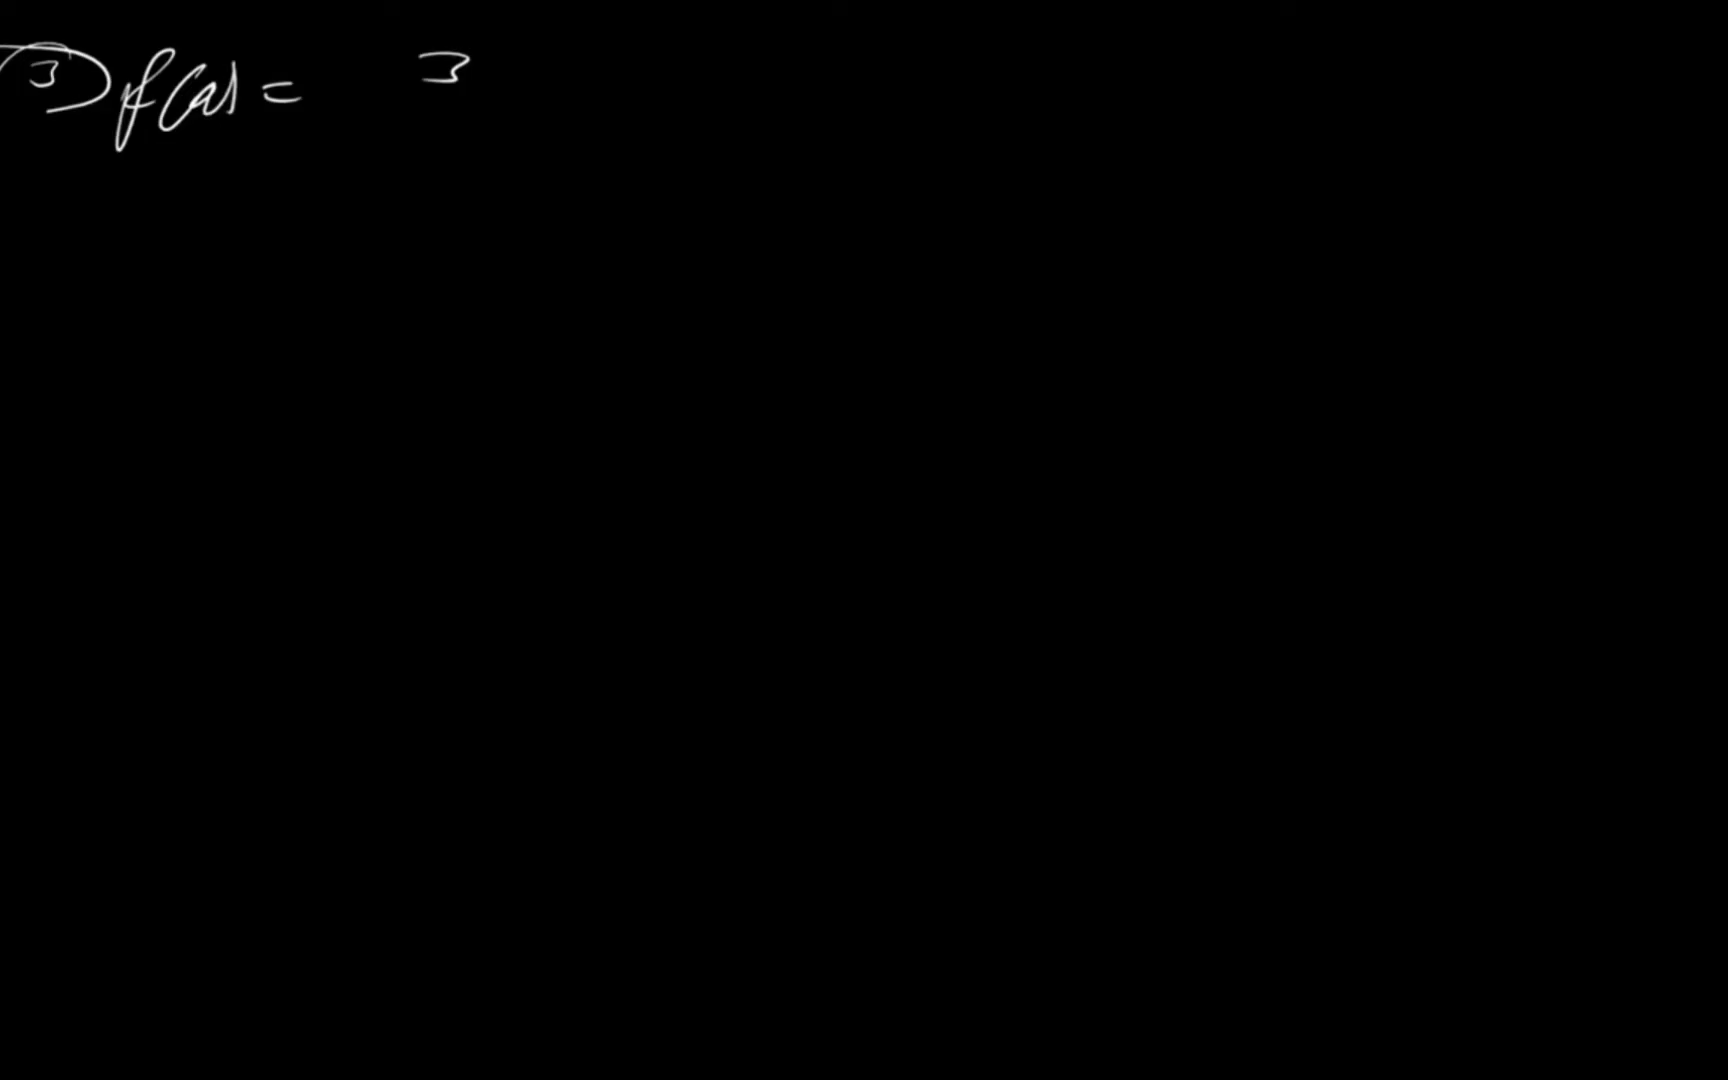 3) f(x) = 3